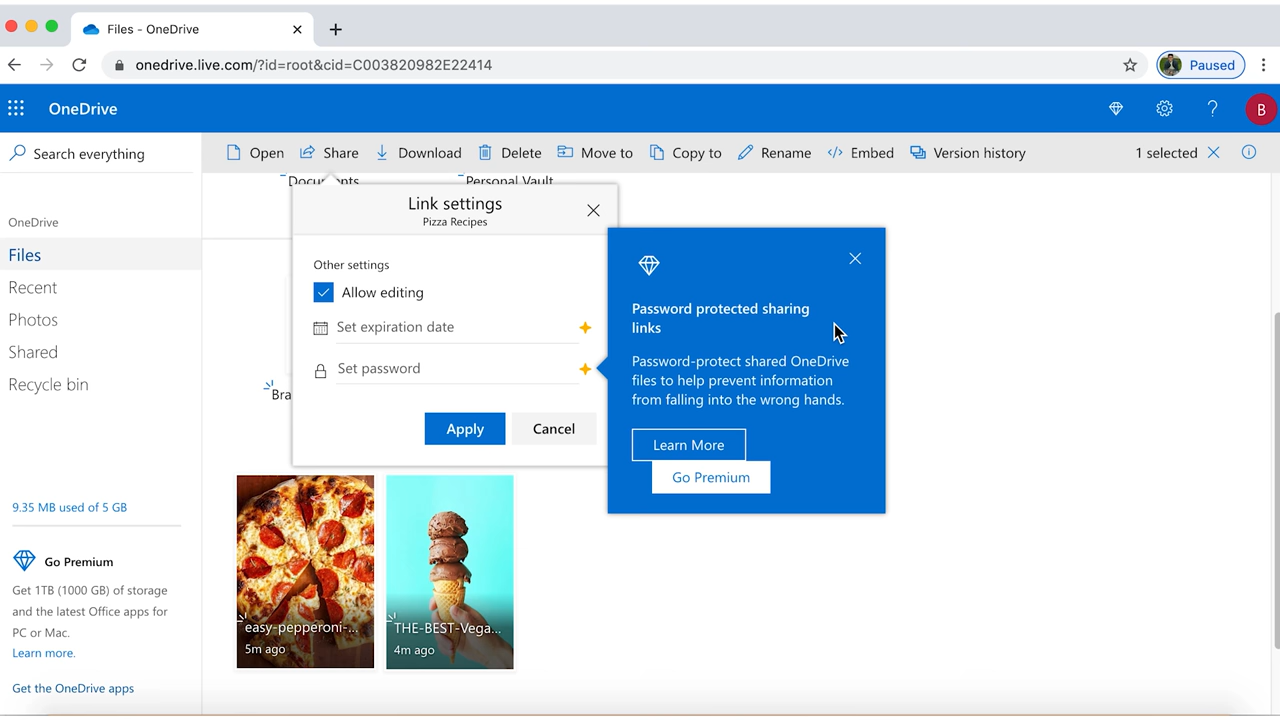 Files - OneDrive
onedrive.live.com/?id=root&cid=C003820982E22414
Paused
OneDrive
B
Search everything
Open
Share
Download
Delete
Move to
Copy to
Rename
Embed
Version history
1 selected
Documents
Personal Vault
OneDrive
Files
Recent
Photos
Shared
Recycle bin
9.35 MB used of 5 GB
Go Premium
Get 1TB (1000 GB) of storage
and the latest Office apps for
PC or Mac.
Learn more.
Get the OneDrive apps
Link settings
Pizza Recipes
Other settings
Allow editing
Set expiration date
Set password
Apply
Cancel
Bra
Password protected sharing
links
Password-protect shared OneDrive
files to help prevent information
from falling into the wrong hands.
Learn More
Go Premium
easy-pepperoni-...
5m ago
THE-BEST-Vega...
4m ago